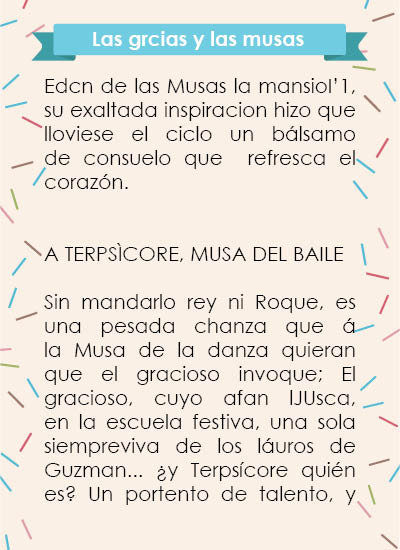 Las grcias y las musas
Edcn de las Musas la mansiol’1,
su exaltada inspiracion hizo que
lloviese el ciclo un bálsamo
de consuelo que refresca el
corazón.
A TERPSÌCORE, MUSA DEL BAILE
Sin mandarlo rey ni Roque, es
una pesada chanza que á
la Musa de la danza quieran
que el gracioso invoque; El
gracioso, cuyo afan lJUsca,
en la escuela festiva, una sola
siempreviva de los láuros de
Guzman... ¿y Terpsícore quién
es? Un portento de talento, y